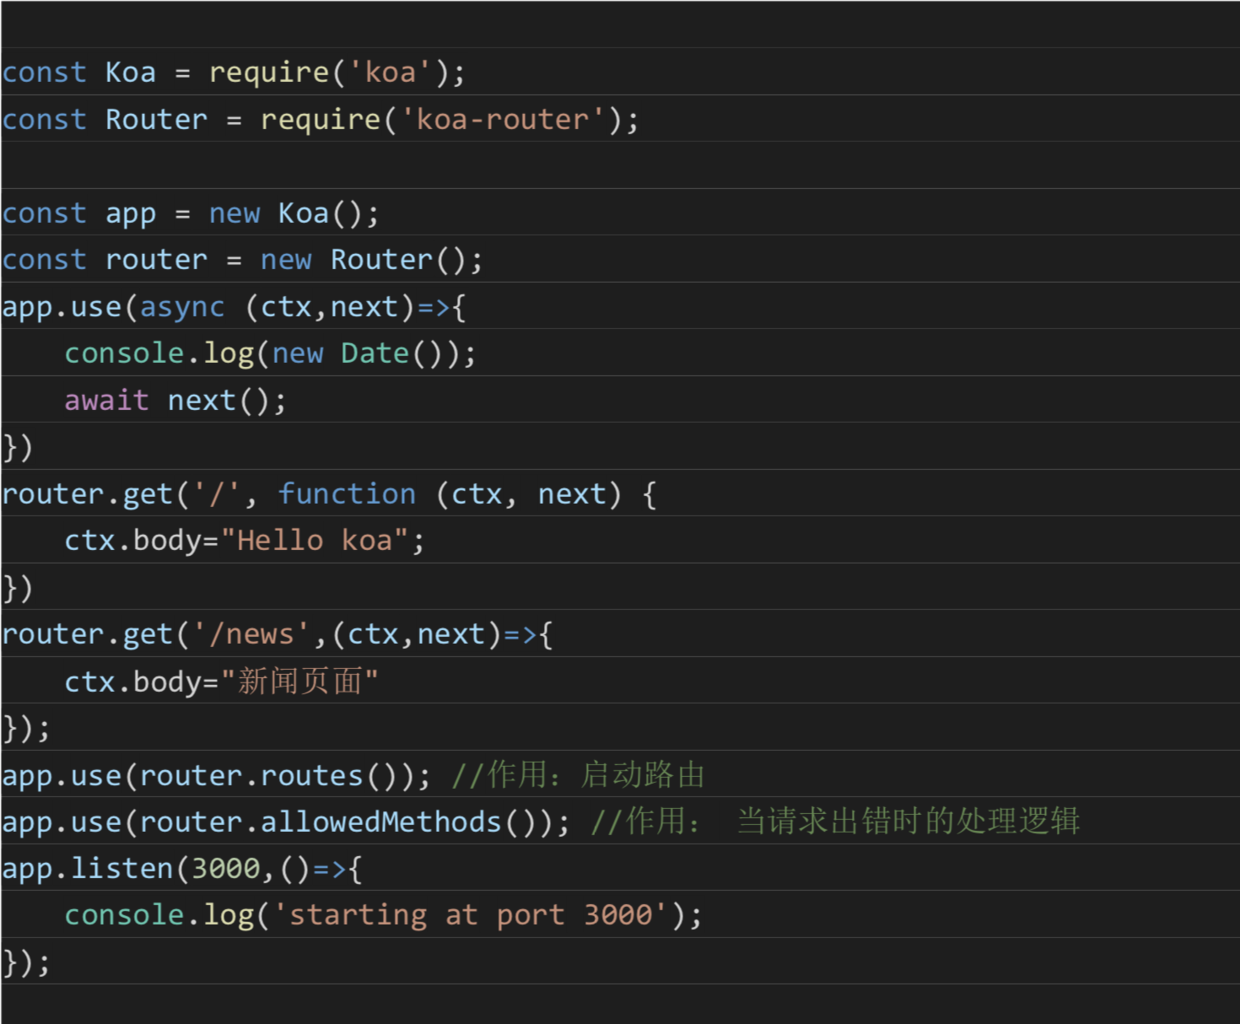 const Koa = require('koa');
const Router = require('koa-router');
const app = new Koa();
const router = new Router();
app.use(async (ctx,next)=>{
    console.log(new Date());
    await next();
})
router.get('/', function (ctx, next) {
    ctx.body="Hello koa";
})
router.get('/news',(ctx,next)=>{
    ctx.body="新闻页面"
});
app.use(router.routes()); //作用：启动路由
app.use(router.allowedMethods()); //作用： 当请求出错时的处理逻辑
app.listen(3000,()=>{
    console.log('starting at port 3000');
});